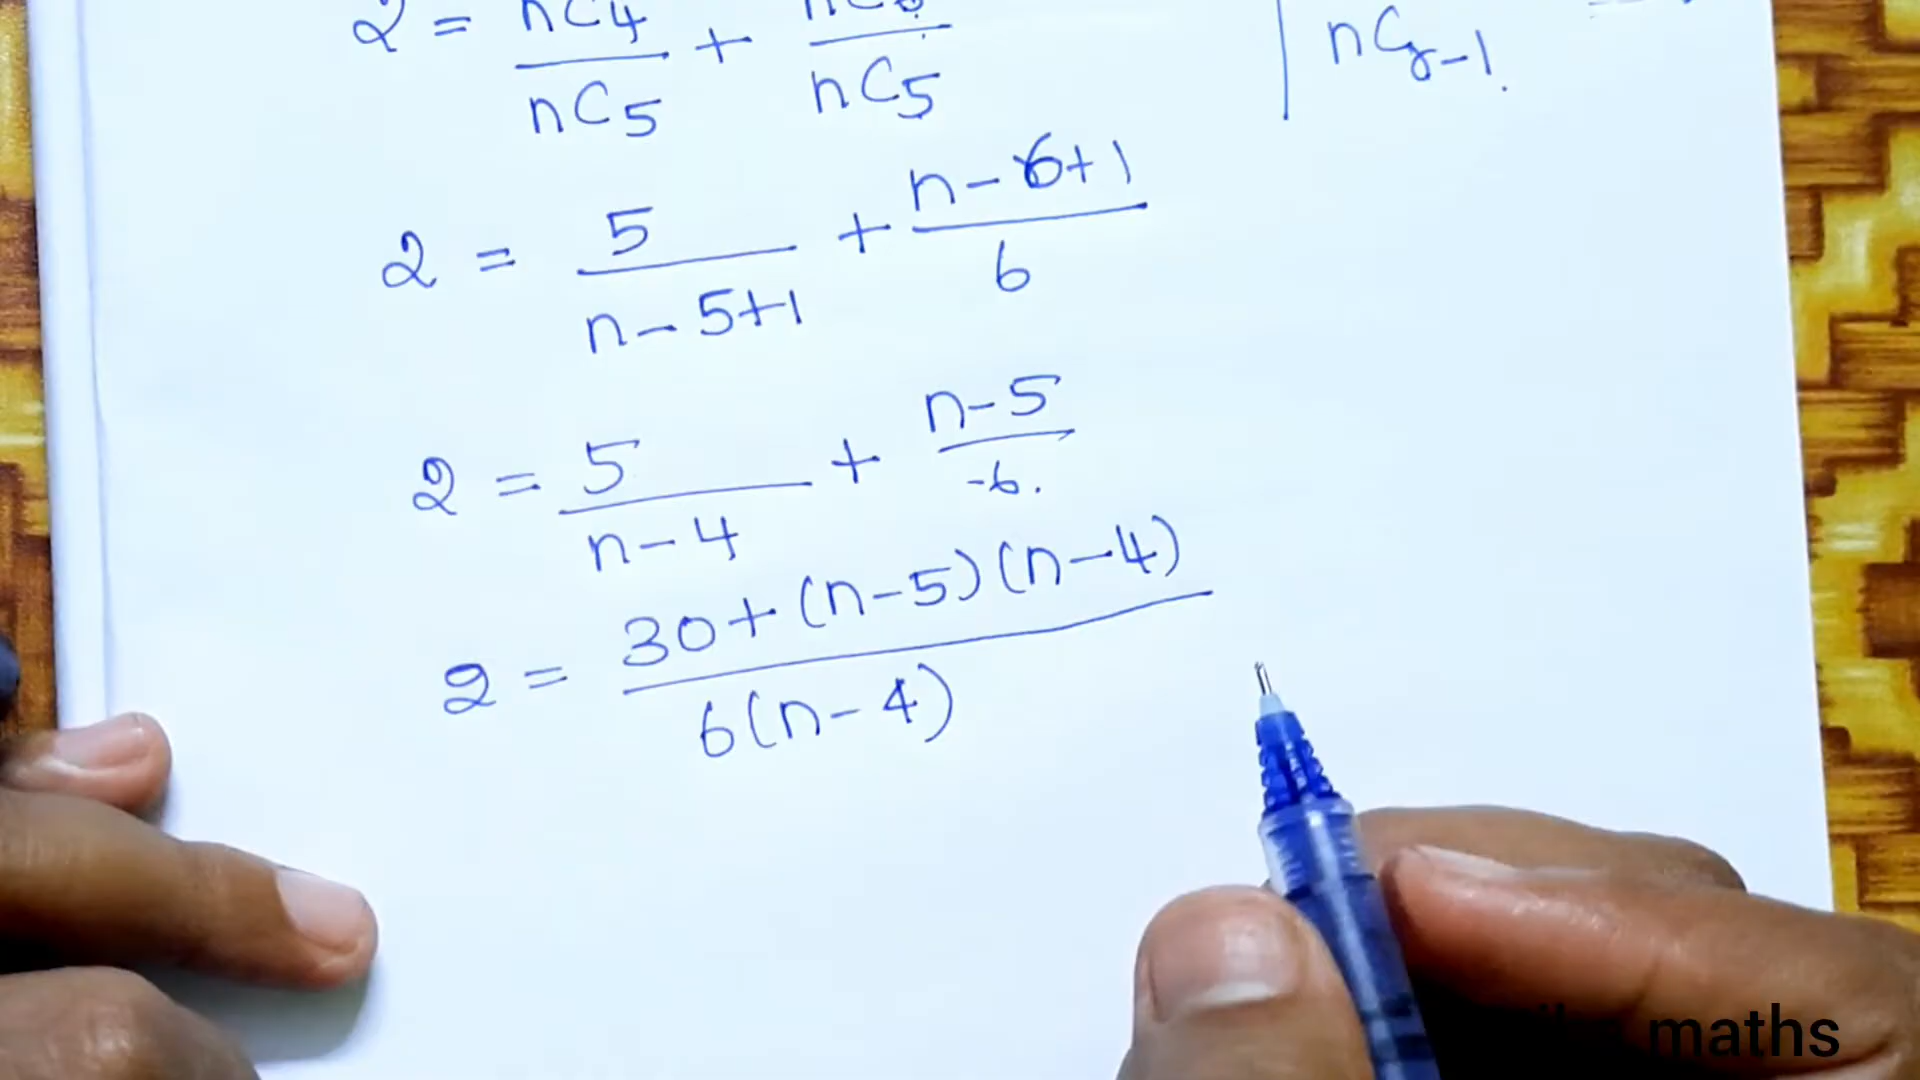 2 = nC4/nC5 + nC6/nC5
nCr-1.
2 = 5/n-5+1 + n-6+1/6
2 = 5/n-4 + n-5/-6.
2 = 30+(n-5)(n-4)/6(n-4)
maths